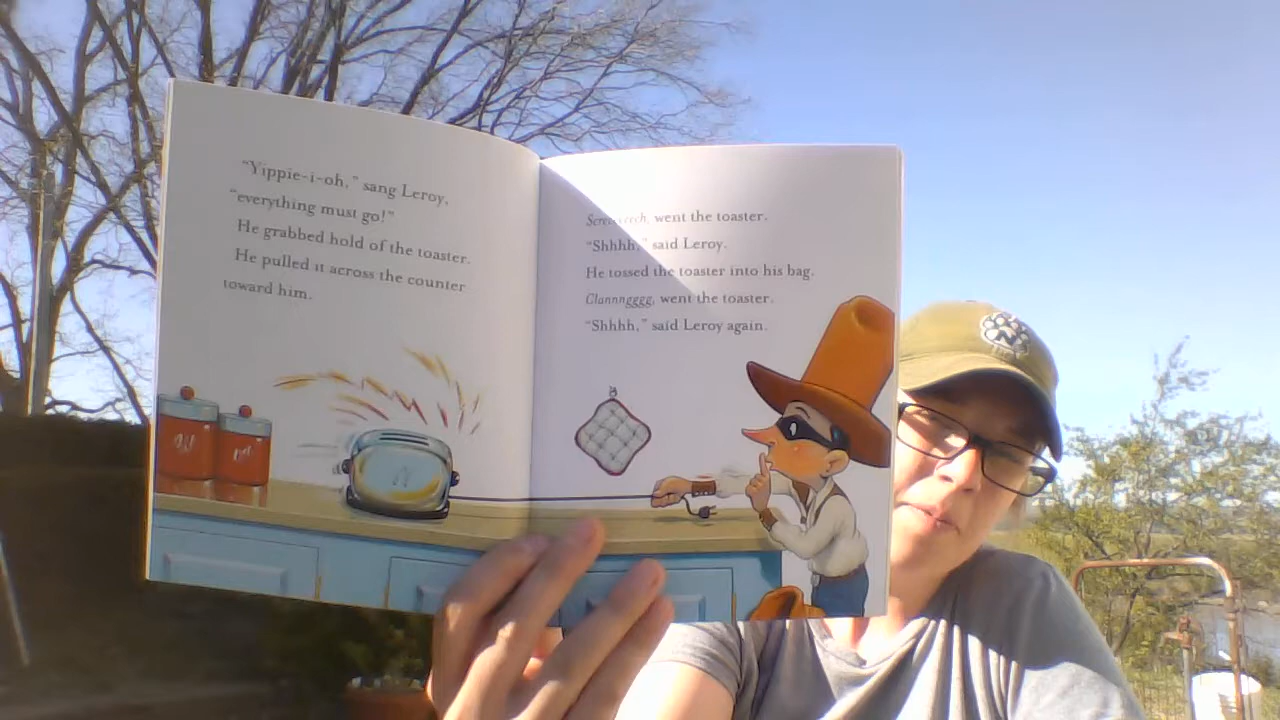 "Yippie-i-oh," sang Leroy,
"everything must go!"
He grabbed hold of the toaster.
He pulled it across the counter
toward him.
went the toaster.
"Shhhh," said Leroy.
He tossed the toaster into his bag.
Clannngggg, went the toaster.
"Shhhh," said Leroy again.